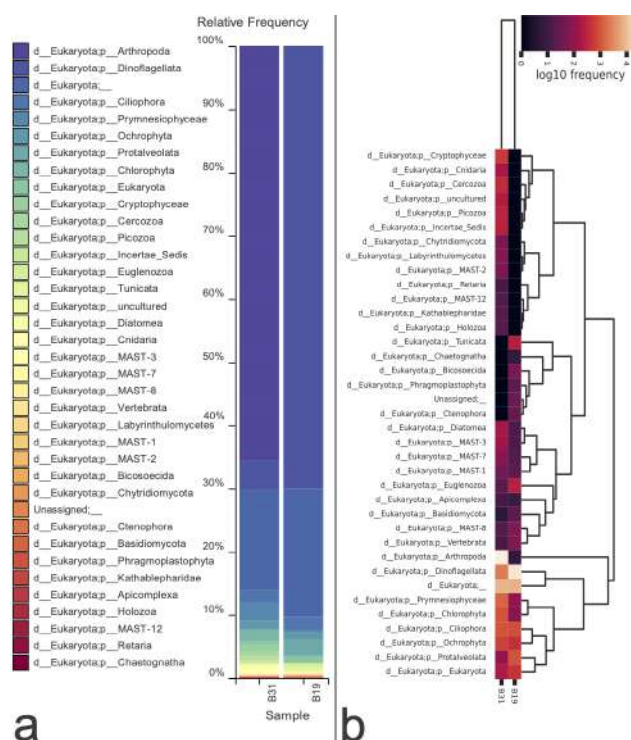 Relative Frequency
d__Eukaryota;p__Arthropoda
d__Eukaryota;p__Dinoflagellata
d__Eukaryota;__
d__Eukaryota;p__Ciliophora
d__Eukaryota;p__Prymnesiophyceae
d__Eukaryota;p__Ochrophyta
d__Eukaryota;p__Protalveolata
d__Eukaryota;p__Chlorophyta
d__Eukaryota;p__Eukaryota
d__Eukaryota;p__Cryptophyceae
d__Eukaryota;p__Cercozoa
d__Eukaryota;p__Picozoa
d__Eukaryota;p__Incertae_Sedis
d__Eukaryota;p__Euglenozoa
d__Eukaryota;p__Tunicata
d__Eukaryota;p__uncultured
d__Eukaryota;p__Diatomea
d__Eukaryota;p__Cnidaria
d__Eukaryota;p__MAST-3
d__Eukaryota;p__MAST-7
d__Eukaryota;p__MAST-8
d__Eukaryota;p__Vertebrata
d__Eukaryota;p__Labyrinthulomycetes
d__Eukaryota;p__MAST-1
d__Eukaryota;p__MAST-2
d__Eukaryota;p__Bicosoecida
d__Eukaryota;p__Chytridiomycota
Unassigned;__
d__Eukaryota;p__Ctenophora
d__Eukaryota;p__Basidiomycota
d__Eukaryota;p__Phragmoplastophyta
d__Eukaryota;p__Kathablepharidae
d__Eukaryota;p__Apicomplexa
d__Eukaryota;p__Holozoa
d__Eukaryota;p__MAST-12
d__Eukaryota;p__Retaria
d__Eukaryota;p__Chaetognatha
100%
90%
80%
70%
60%
50%
40%
30%
20%
10%
0%
B31
B19
Sample
a
0 1 2 3 4
log10 frequency
d__Eukaryota;p__Cryptophyceae
d__Eukaryota;p__Cnidaria
d__Eukaryota;p__Cercozoa
d__Eukaryota;p__uncultured
d__Eukaryota;p__Picozoa
d__Eukaryota;p__Incertae_Sedis
d__Eukaryota;p__Chytridiomycota
d__Eukaryota;p__Labyrinthulomycetes
d__Eukaryota;p__MAST-2
d__Eukaryota;p__Retaria
d__Eukaryota;p__MAST-12
d__Eukaryota;p__Kathablepharidae
d__Eukaryota;p__Holozoa
d__Eukaryota;p__Tunicata
d__Eukaryota;p__Chaetognatha
d__Eukaryota;p__Bicosoecida
d__Eukaryota;p__Phragmoplastophyta
Unassigned;__
d__Eukaryota;p__Ctenophora
d__Eukaryota;p__Diatomea
d__Eukaryota;p__MAST-3
d__Eukaryota;p__MAST-7
d__Eukaryota;p__MAST-1
d__Eukaryota;p__Euglenozoa
d__Eukaryota;p__Apicomplexa
d__Eukaryota;p__Basidiomycota
d__Eukaryota;p__MAST-8
d__Eukaryota;p__Vertebrata
d__Eukaryota;p__Arthropoda
d__Eukaryota;p__Dinoflagellata
d__Eukaryota;__
d__Eukaryota;p__Prymnesiophyceae
d__Eukaryota;p__Chlorophyta
d__Eukaryota;p__Ciliophora
d__Eukaryota;p__Ochrophyta
d__Eukaryota;p__Protalveolata
d__Eukaryota;p__Eukaryota
B31
B19
b